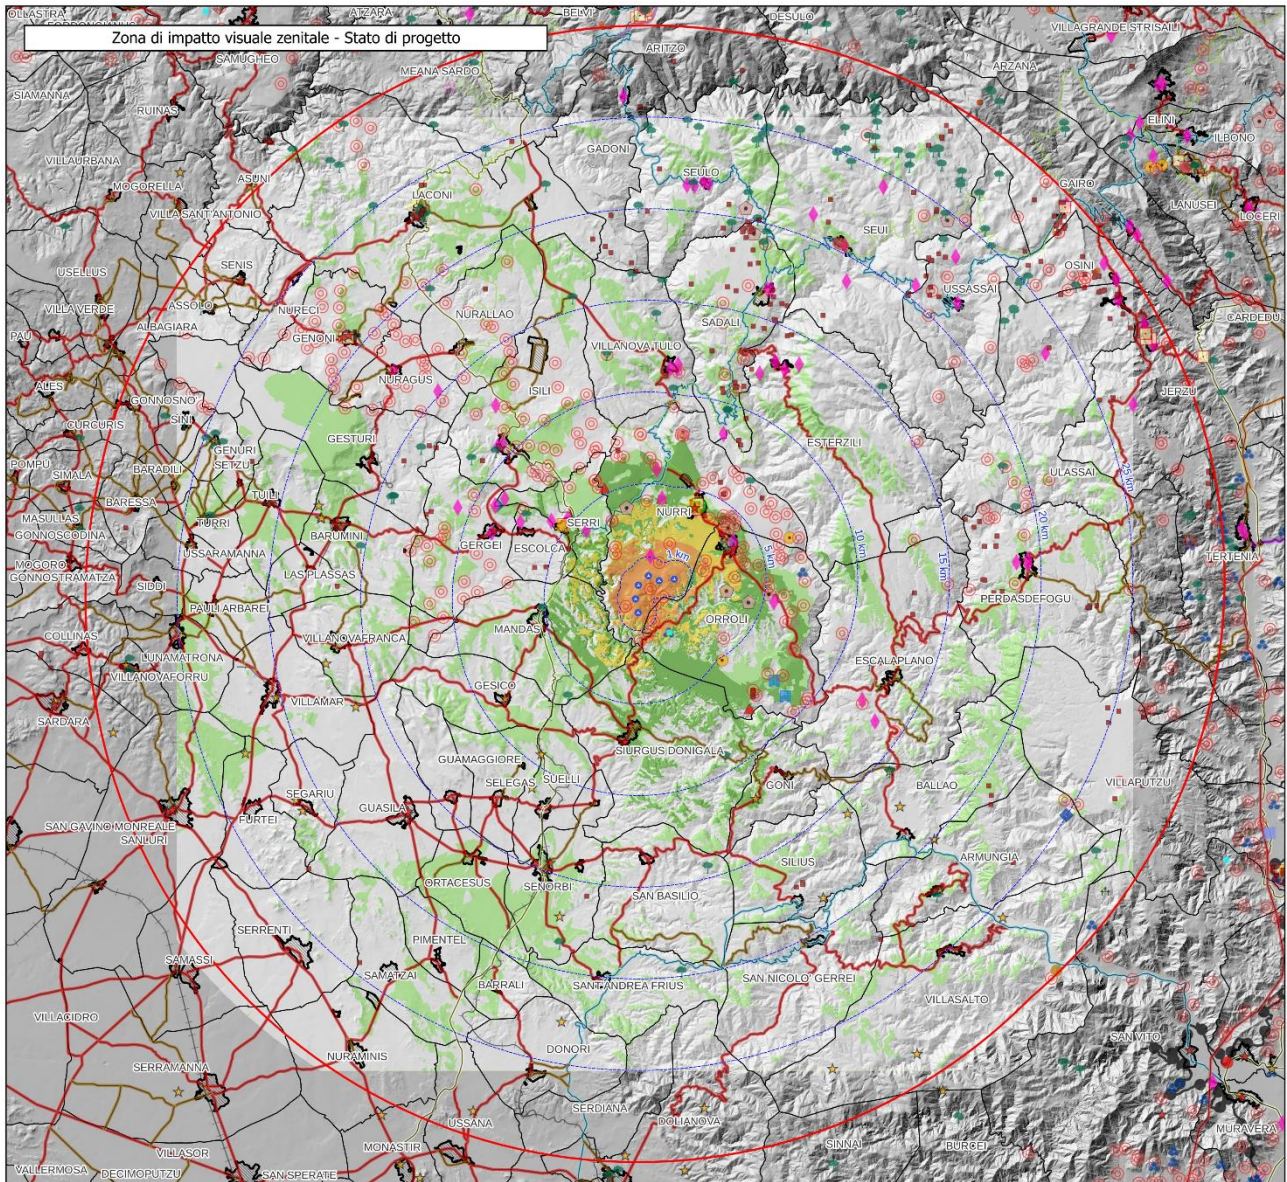 OLLASTRA
ATZARA
BELVI
DESULO
VILLAGRANDE STRISAILI
Zona di impatto visuale zenitale - Stato di progetto
ARITZO
SAMUGHEO
MEANA SARDO
ARZANA
SIAMANNA
RUINAS
ELINI
ILBONO
GADONI
VILLAURBANA
SEULO
MOGORELLA
ASUNI
LACONI
GAIRO
LANUSEI
VILLA SANT'ANTONIO
LOCERI
SEUI
USELLUS
SENIS
OSINI
USSASSAI
VILLA VERDE
ASSOLO
NURECI
NURALLAO
SADALI
CARDEDU
PAU
ALBAGIARA
GENONI
VILLANOVA TULO
ALES
NURAGUS
ISILI
JERZU
GONNOSNO'
SINI
CURCURIS
GENURI
GESTURI
ESTERZILI
POMPU
SIMALA
BARADILI
SETZU
ULASSAI
25 km
BARESSA
TUILI
MASULLAS
TURRI
BARUMINI
SERRI
NURRI
20 km
GONNOSCODINA
GERGEI
ESCOLCA
10 km
USSARAMANNA
1 km
5 km
15 km
TERTENIA
MOGORO
GONNOSTRAMATZA
SIDDI
LAS PLASSAS
PERDASDEFOGU
PAULI ARBAREI
COLLINAS
MANDAS
ORROLI
VILLANOVAFRANCA
LUNAMATRONA
ESCALAPLANO
VILLANOVAFORRU
GESICO
SARDARA
VILLAMAR
SIURGUS DONIGALA
GUAMAGGIORE
SUELLI
SELEGAS
GONI
BALLAO
VILLAPUTZU
SEGARIU
FURTEI
GUASILA
SAN GAVINO MONREALE
SANLURI
SILIUS
ARMUNGIA
ORTACESUS
SENORBI'
SAN BASILIO
SERRENTI
PIMENTEL
SAMASSI
SAMATZAI
BARRALI
SANT'ANDREA FRIUS
SAN NICOLO' GERREI
VILLASALTO
VILLACIDRO
SAN VITO
DONORI
NURAMINIS
SERRAMANNA
SERDIANA
USSANA
DOLIANOVA
MURAVERA
VILLASOR
MONASTIR
SINNAI
BURCEI
VALLERMOSA
DECIMOPUTZU
SAN SPERATE